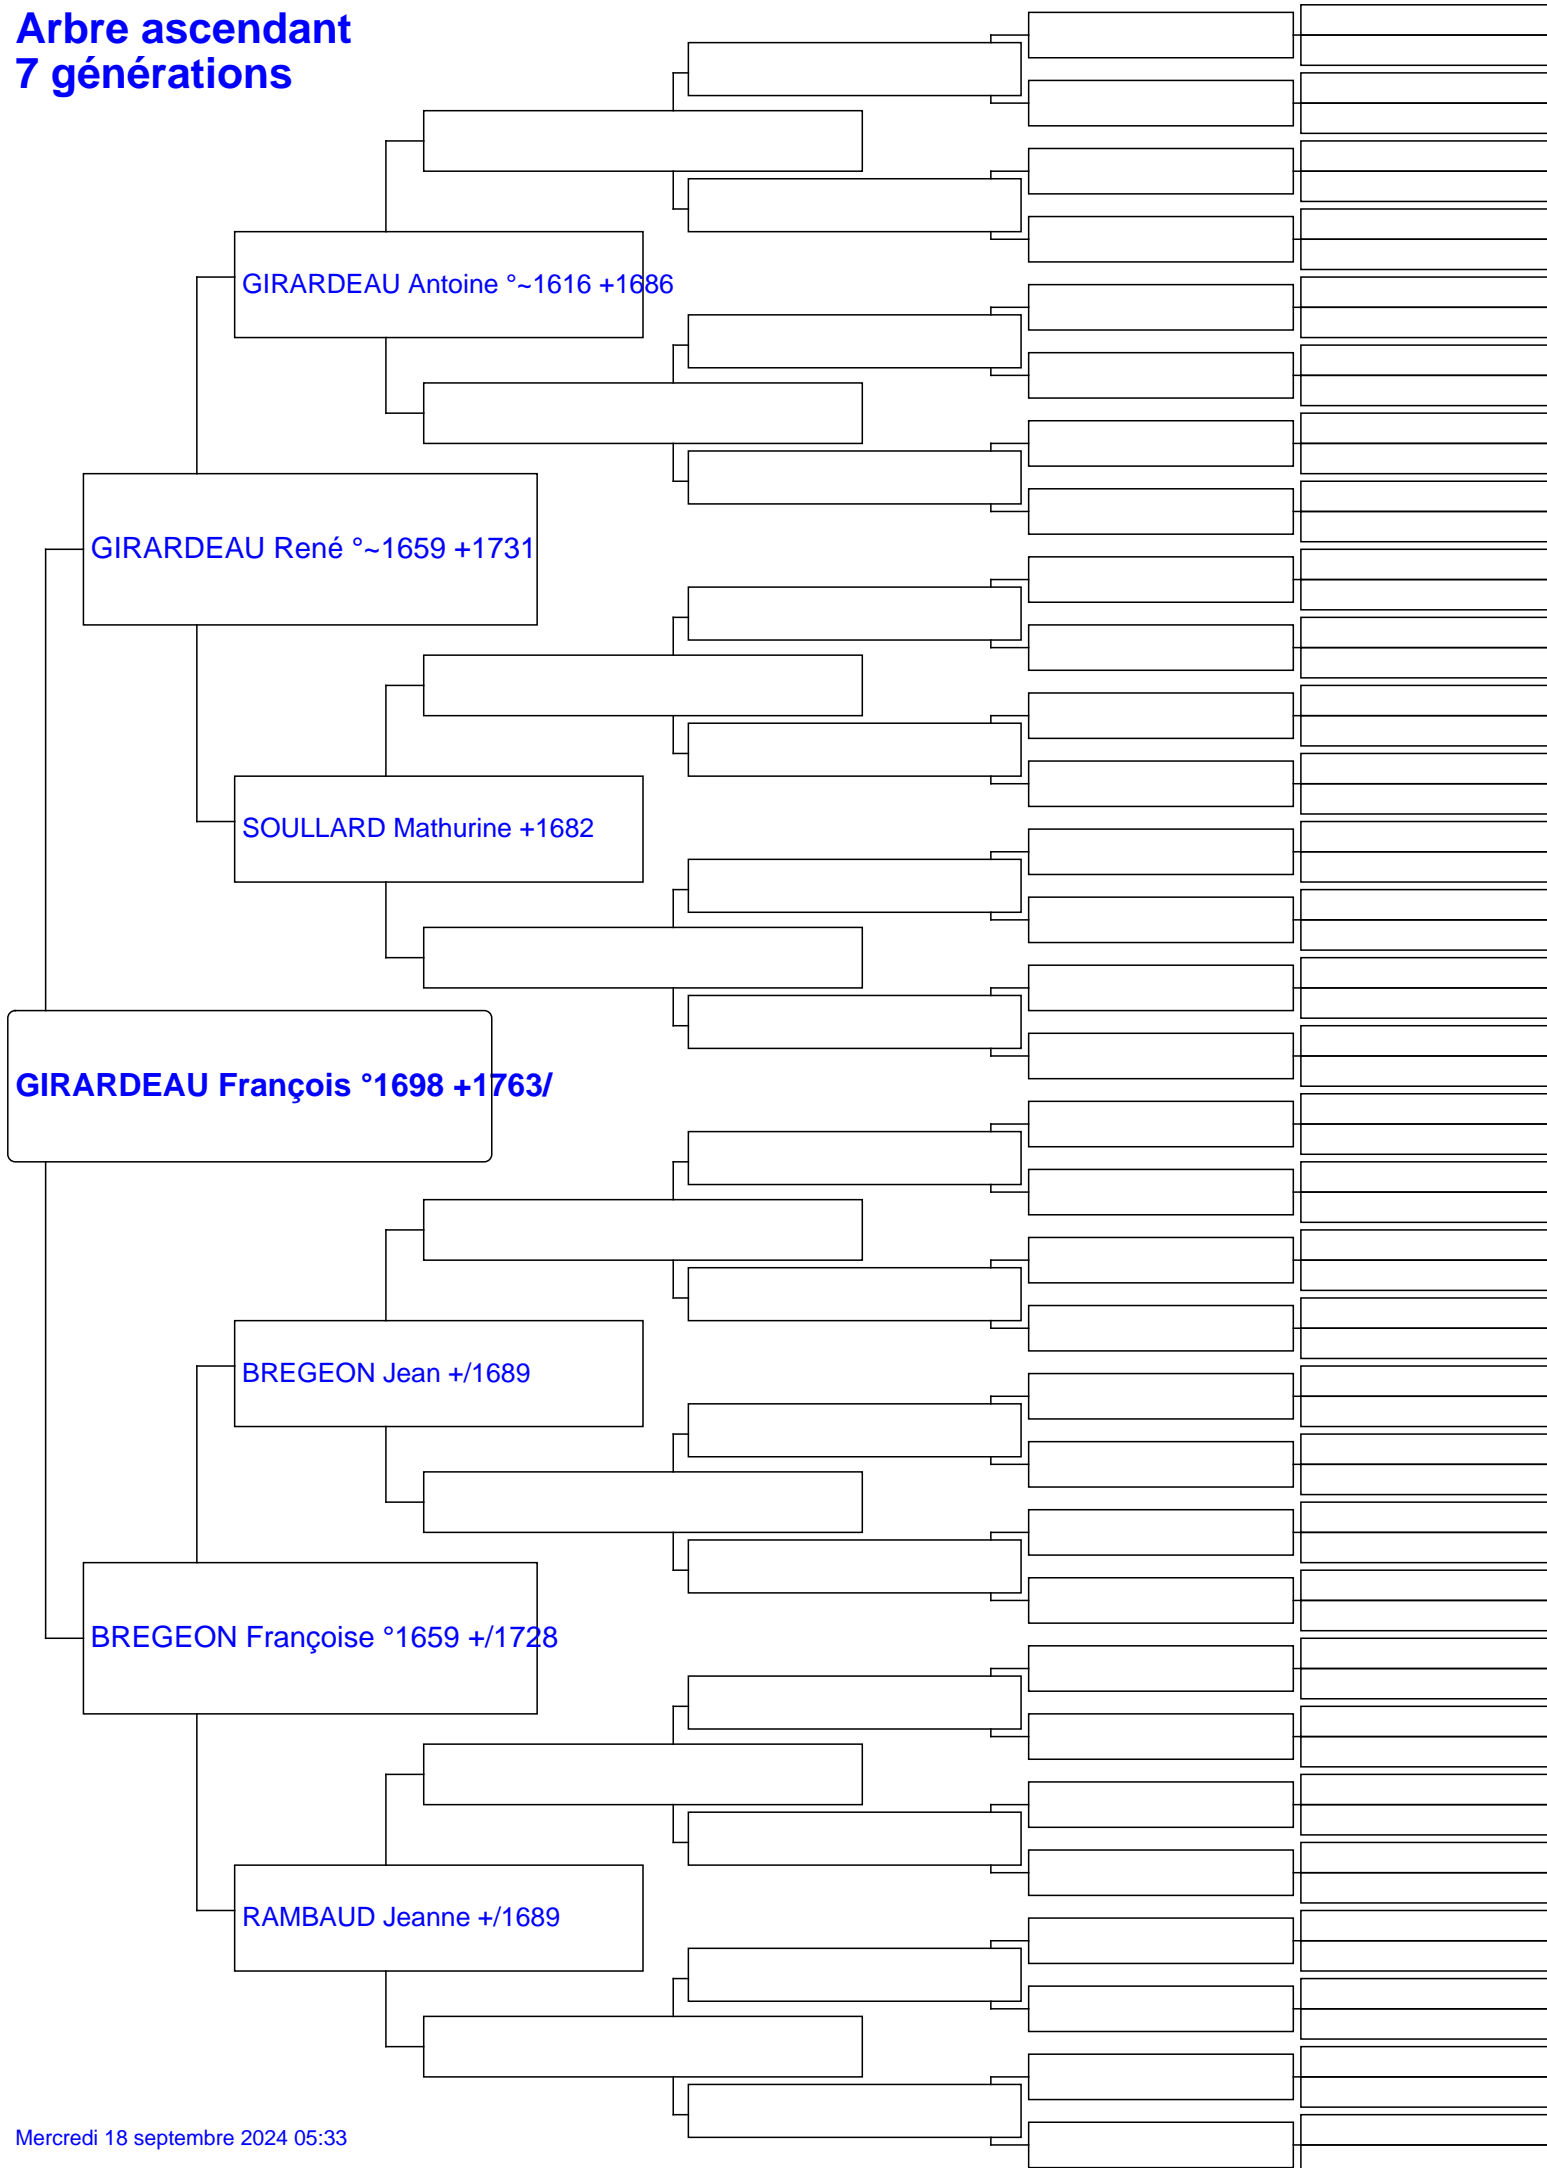 Arbre ascendant
7 générations
GIRARDEAU Antoine °~1616 +1686
GIRARDEAU René °~1659 +1731
SOULLARD Mathurine +1682
GIRARDEAU François °1698 +1763/
BREGEON Jean +/1689
BREGEON Françoise °1659 +/1728
RAMBAUD Jeanne +/1689
Mercredi 18 septembre 2024 05:33